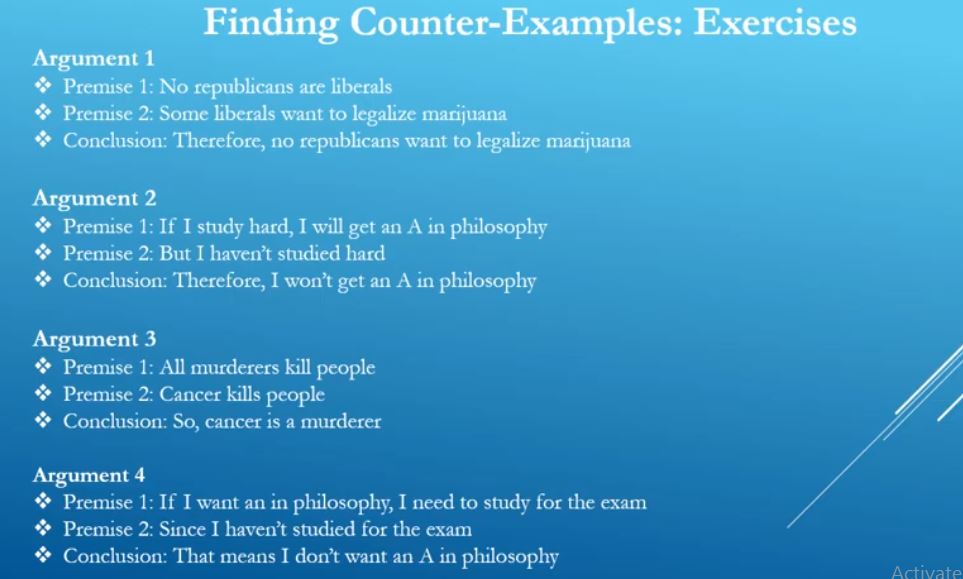 Finding Counter-Examples: Exercises
Argument 1
❖ Premise 1: No republicans are liberals
❖ Premise 2: Some liberals want to legalize marijuana
❖ Conclusion: Therefore, no republicans want to legalize marijuana
Argument 2
❖ Premise 1: If I study hard, I will get an A in philosophy
❖ Premise 2: But I haven’t studied hard
❖ Conclusion: Therefore, I won’t get an A in philosophy
Argument 3
❖ Premise 1: All murderers kill people
❖ Premise 2: Cancer kills people
❖ Conclusion: So, cancer is a murderer
Argument 4
❖ Premise 1: If I want an in philosophy, I need to study for the exam
❖ Premise 2: Since I haven’t studied for the exam
❖ Conclusion: That means I don’t want an A in philosophy
Activate